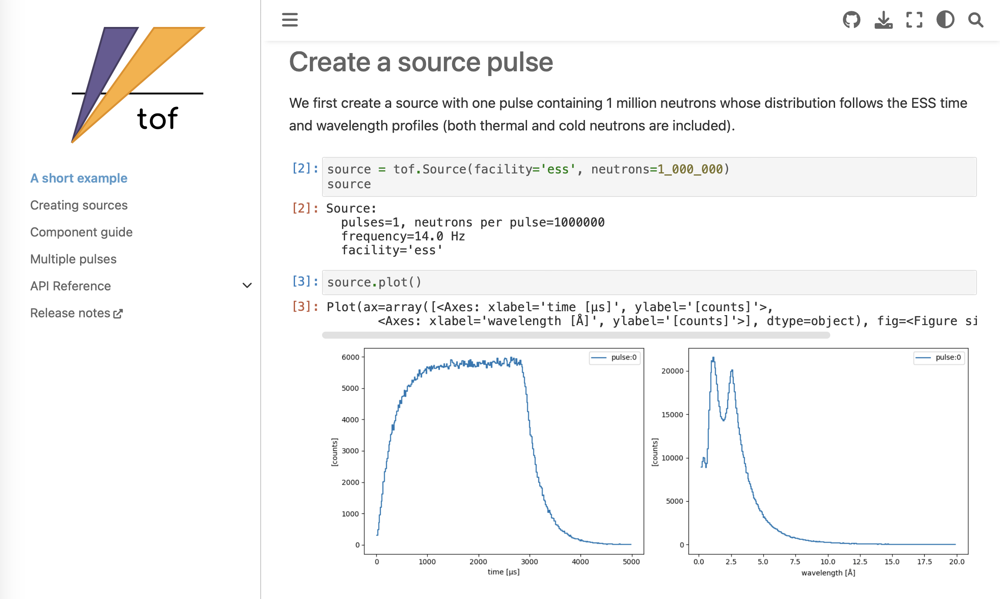 tof
A short example
Creating sources
Component guide
Multiple pulses
API Reference
Release notes
Create a source pulse
We first create a source with one pulse containing 1 million neutrons whose distribution follows the ESS time
and wavelength profiles (both thermal and cold neutrons are included).
[2]: source = tof.Source(facility='ess', neutrons=1_000_000)
source
[2]: Source:
pulses=1, neutrons per pulse=1000000
frequency=14.0 Hz
facility='ess'
[3]: source.plot()
[3]: Plot(ax=array([<Axes: xlabel='time [µs]', ylabel='[counts]'>,
<Axes: xlabel='wavelength [Å]', ylabel='[counts]'>], dtype=object), fig=<Figure si
pulse:0
6000
5000
4000
3000
2000
1000
0
[counts]
0 1000 2000 3000 4000 5000
time [µs]
pulse:0
20000
15000
10000
5000
0
[counts]
0.0 2.5 5.0 7.5 10.0 12.5 15.0 17.5 20.0
wavelength [Å]